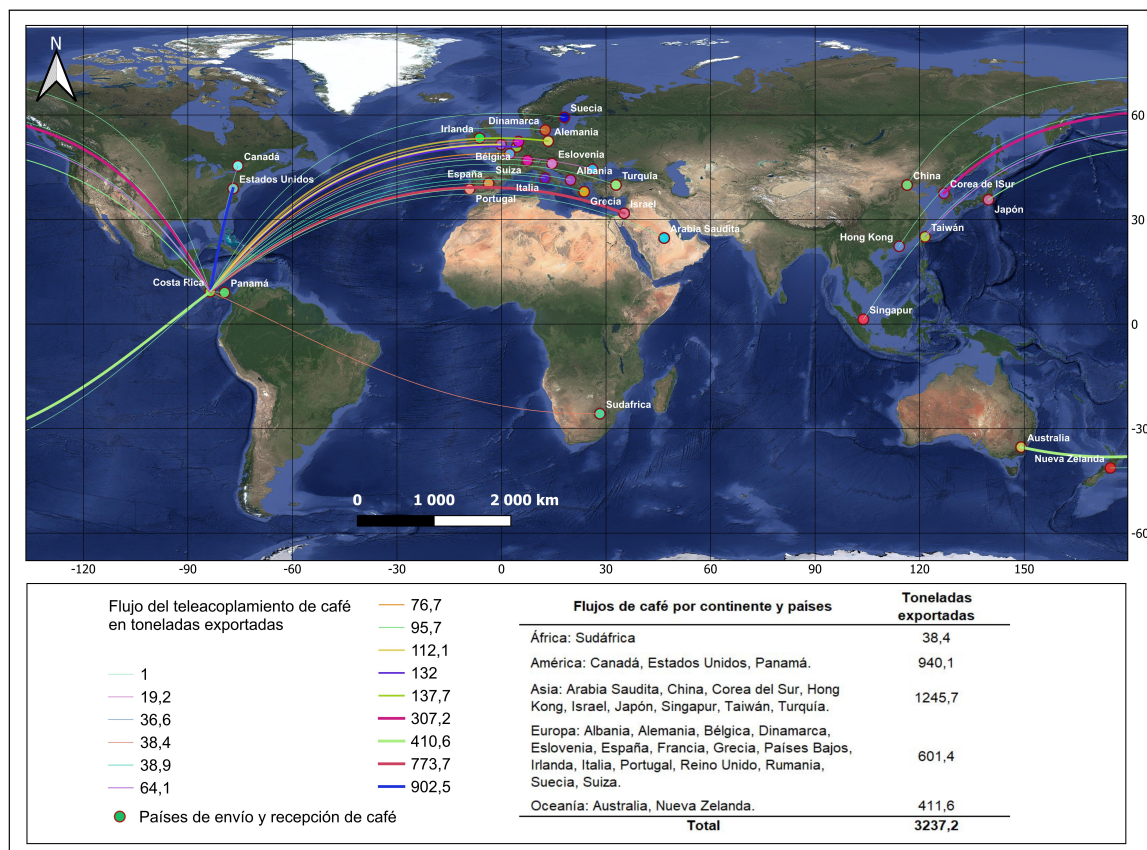 N
Suecia
Dinamarca
Irlanda
Alemania
Canadá
Bélgica
Eslovenia
Estados Unidos
España
Suiza
Albania
Turquía
China
Corea de lSur
Italia
Portugal
Grecia
Israel
Japón
Arabia Saudita
Hong Kong
Taiwán
Costa Rica
Panamá
Singapur
Sudafrica
Australia
Nueva Zelanda
60
30
0
-30
-60
0 1 000 2 000 km
-120 -90 -60 -30 0 30 60 90 120 150
Flujo del teleacoplamiento de café
en toneladas exportadas
1
19,2
36,6
38,4
38,9
64,1
76,7
95,7
112,1
132
137,7
307,2
410,6
773,7
902,5
Países de envío y recepción de café
Flujos de café por continente y países
Toneladas
exportadas
África: Sudáfrica 38,4
América: Canadá, Estados Unidos, Panamá. 940,1
Asia: Arabia Saudita, China, Corea del Sur, Hong
Kong, Israel, Japón, Singapur, Taiwán, Turquía. 1245,7
Europa: Albania, Alemania, Bélgica, Dinamarca,
Eslovenia, España, Francia, Grecia, Países Bajos,
Irlanda, Italia, Portugal, Reino Unido, Rumania,
Suecia, Suiza. 601,4
Oceanía: Australia, Nueva Zelanda. 411,6
Total 3237,2